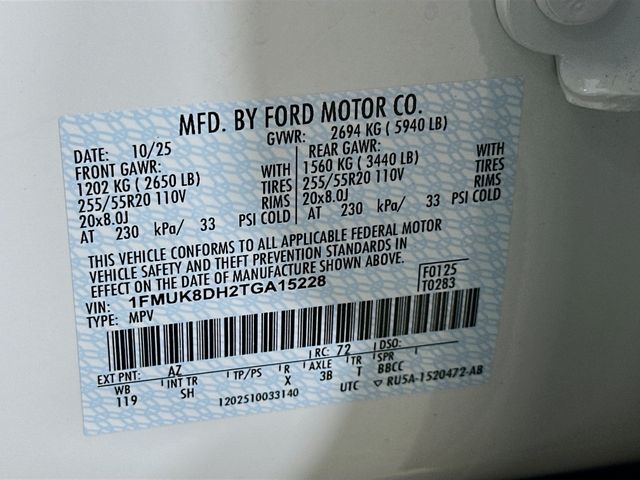 MFD. BY FORD MOTOR CO.
DATE: 10/25 GVWR: 2694 KG ( 5940 LB)
FRONT GAWR: REAR GAWR:
1202 KG ( 2650 LB) WITH 1560 KG ( 3440 LB) WITH
255/55R20 110V TIRES 255/55R20 110V TIRES
20x8.0J RIMS 20x8.0J RIMS
AT 230 kPa/ 33 PSI COLD AT 230 kPa/ 33 PSI COLD
THIS VEHICLE CONFORMS TO ALL APPLICABLE FEDERAL MOTOR
VEHICLE SAFETY AND THEFT PREVENTION STANDARDS IN
EFFECT ON THE DATE OF MANUFACTURE SHOWN ABOVE.
VIN: 1FMUK8DH2TGA15228 F0125
TYPE: MPV T0283
EXT PNT: AZ RC: 72 DSO:
WB INT TR TP/PS R AXLE TR SPR
119 SH X 3B T BBCC
1202510033140 UTC ▽ RU5A-1520472-AB